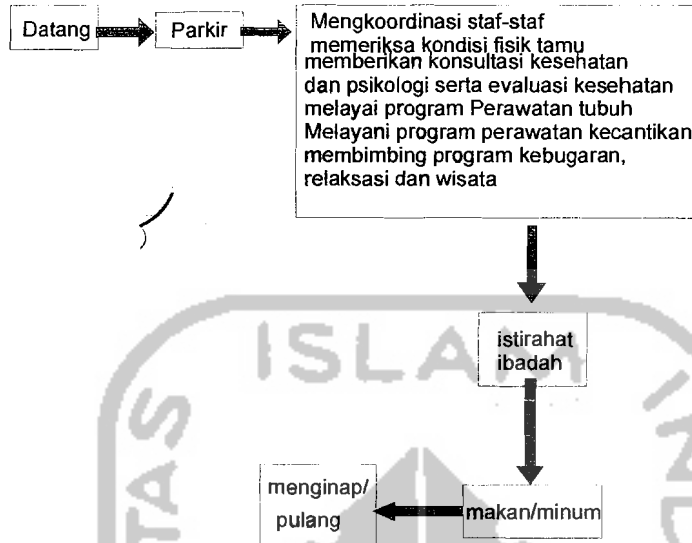 Datang
Parkir
Mengkoordinasi staf-staf
memeriksa kondisi fisik tamu
memberikan konsultasi kesehatan
dan psikologi serta evaluasi kesehatan
melayai program Perawatan tubuh
Melayani program perawatan kecantikan
membimbing program kebugaran,
relaksasi dan wisata
istirahat
ibadah
makan/minum
menginap/
pulang
ISLAM